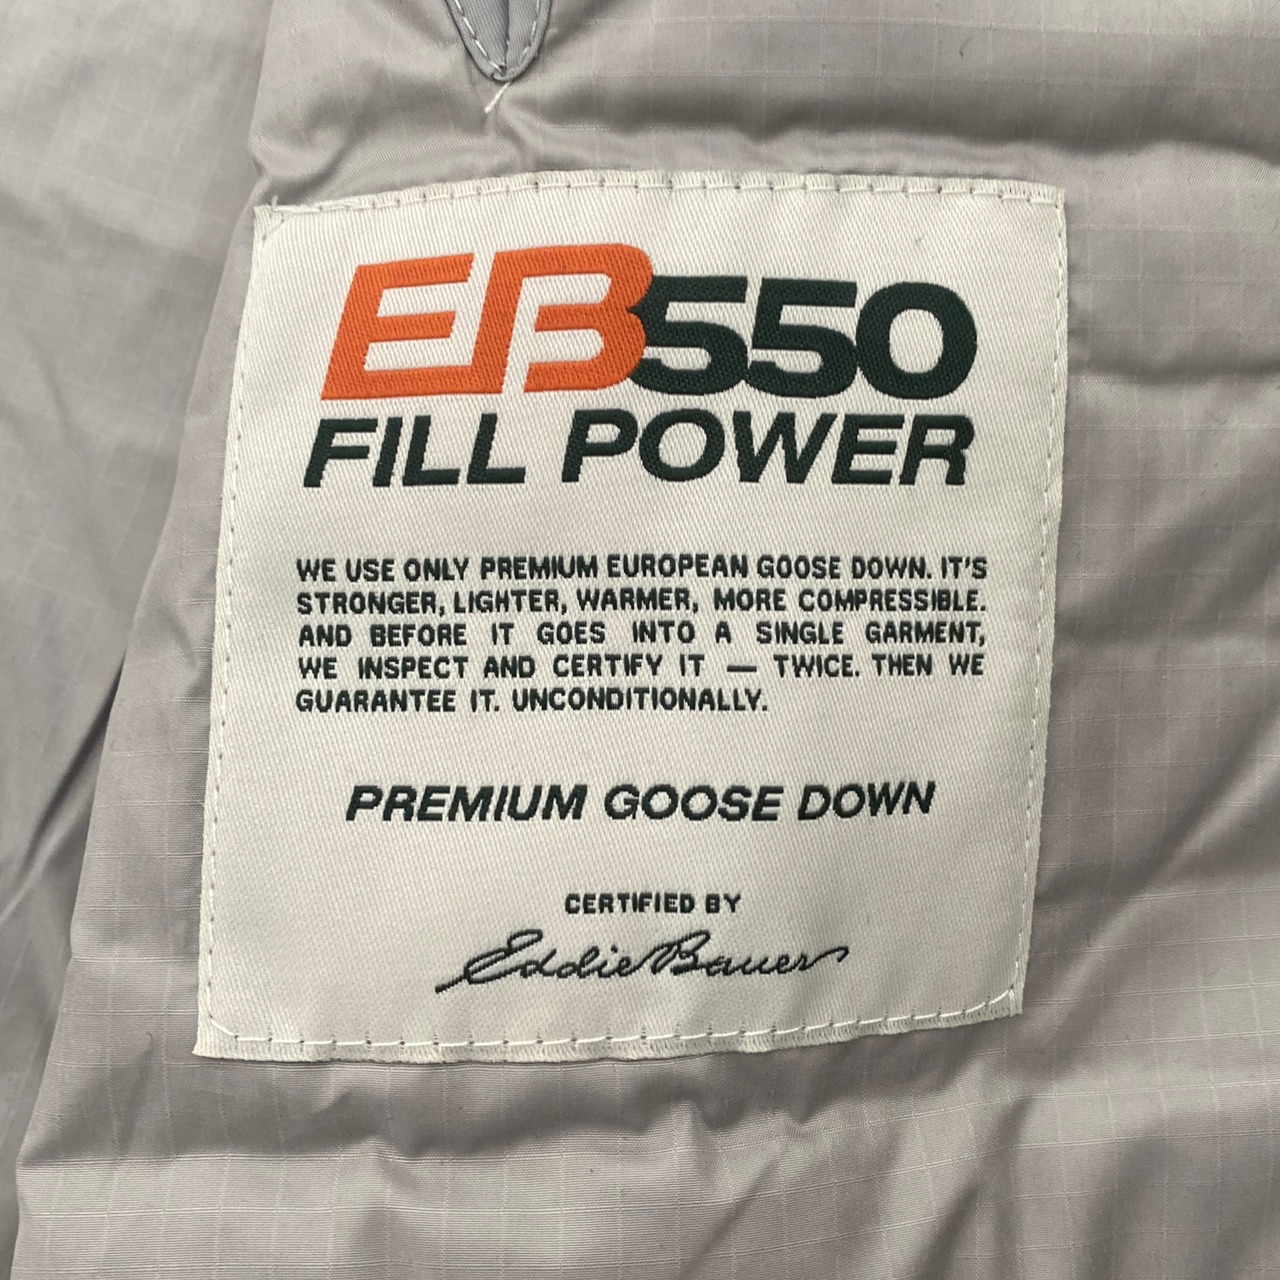 EB550
FILL POWER
WE USE ONLY PREMIUM EUROPEAN GOOSE DOWN. IT'S
STRONGER, LIGHTER, WARMER, MORE COMPRESSIBLE.
AND BEFORE IT GOES INTO A SINGLE GARMENT,
WE INSPECT AND CERTIFY IT — TWICE. THEN WE
GUARANTEE IT. UNCONDITIONALLY.
PREMIUM GOOSE DOWN
CERTIFIED BY
Eddie Bauer